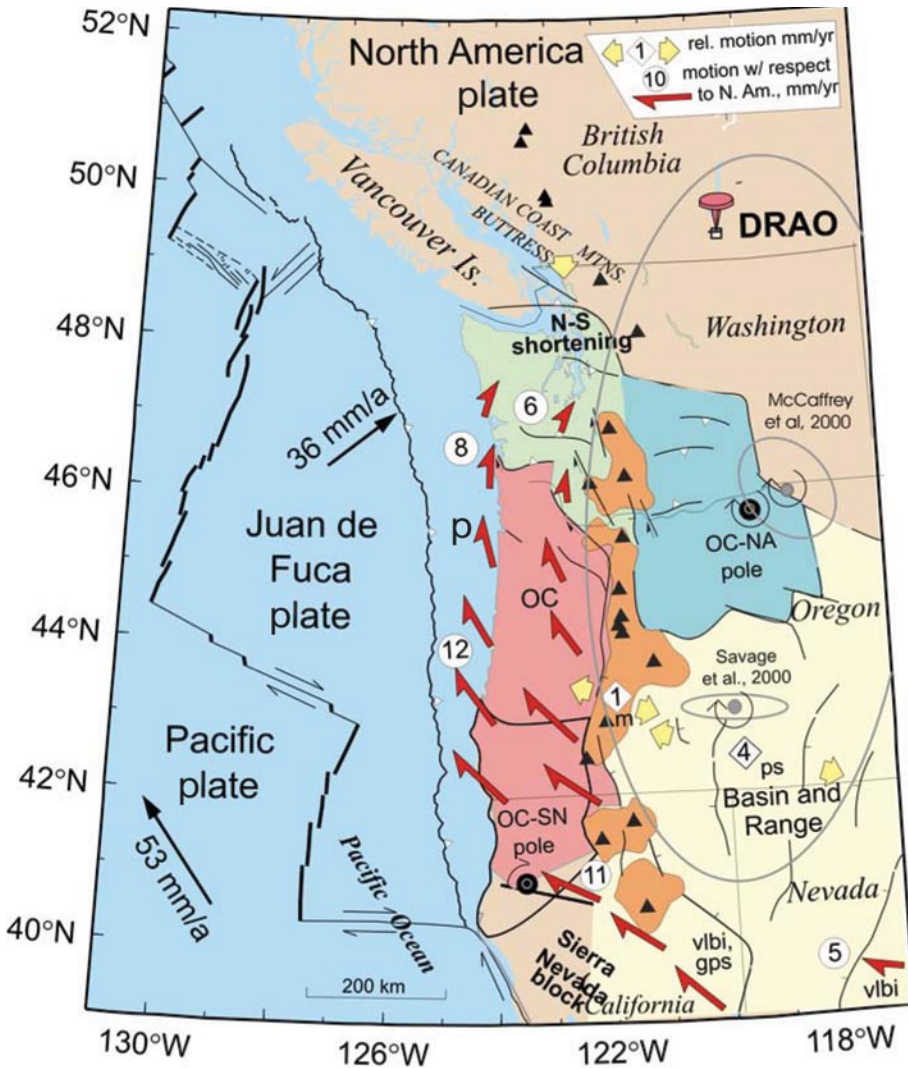 52°N
50°N
48°N
46°N
44°N
42°N
40°N
130°W
126°W
122°W
118°W
North America
plate
1
rel. motion mm/yr
10
motion w/ respect
to N. Am., mm/yr
British
Columbia
CANADIAN COAST
MTNS.
BUTTRESS
Vancouver Is.
DRAO
N-S
shortening
Washington
McCaffrey
et al, 2000
6
8
36 mm/a
Juan de
Fuca
plate
p
OC
OC-NA
pole
Oregon
12
Savage
et al., 2000
1
m
4
ps
Basin and
Range
Pacific
plate
53 mm/a
OC-SN
pole
Pacific Ocean
11
Nevada
Sierra
Nevada
block
vlbi,
gps
5
vlbi
California
200 km